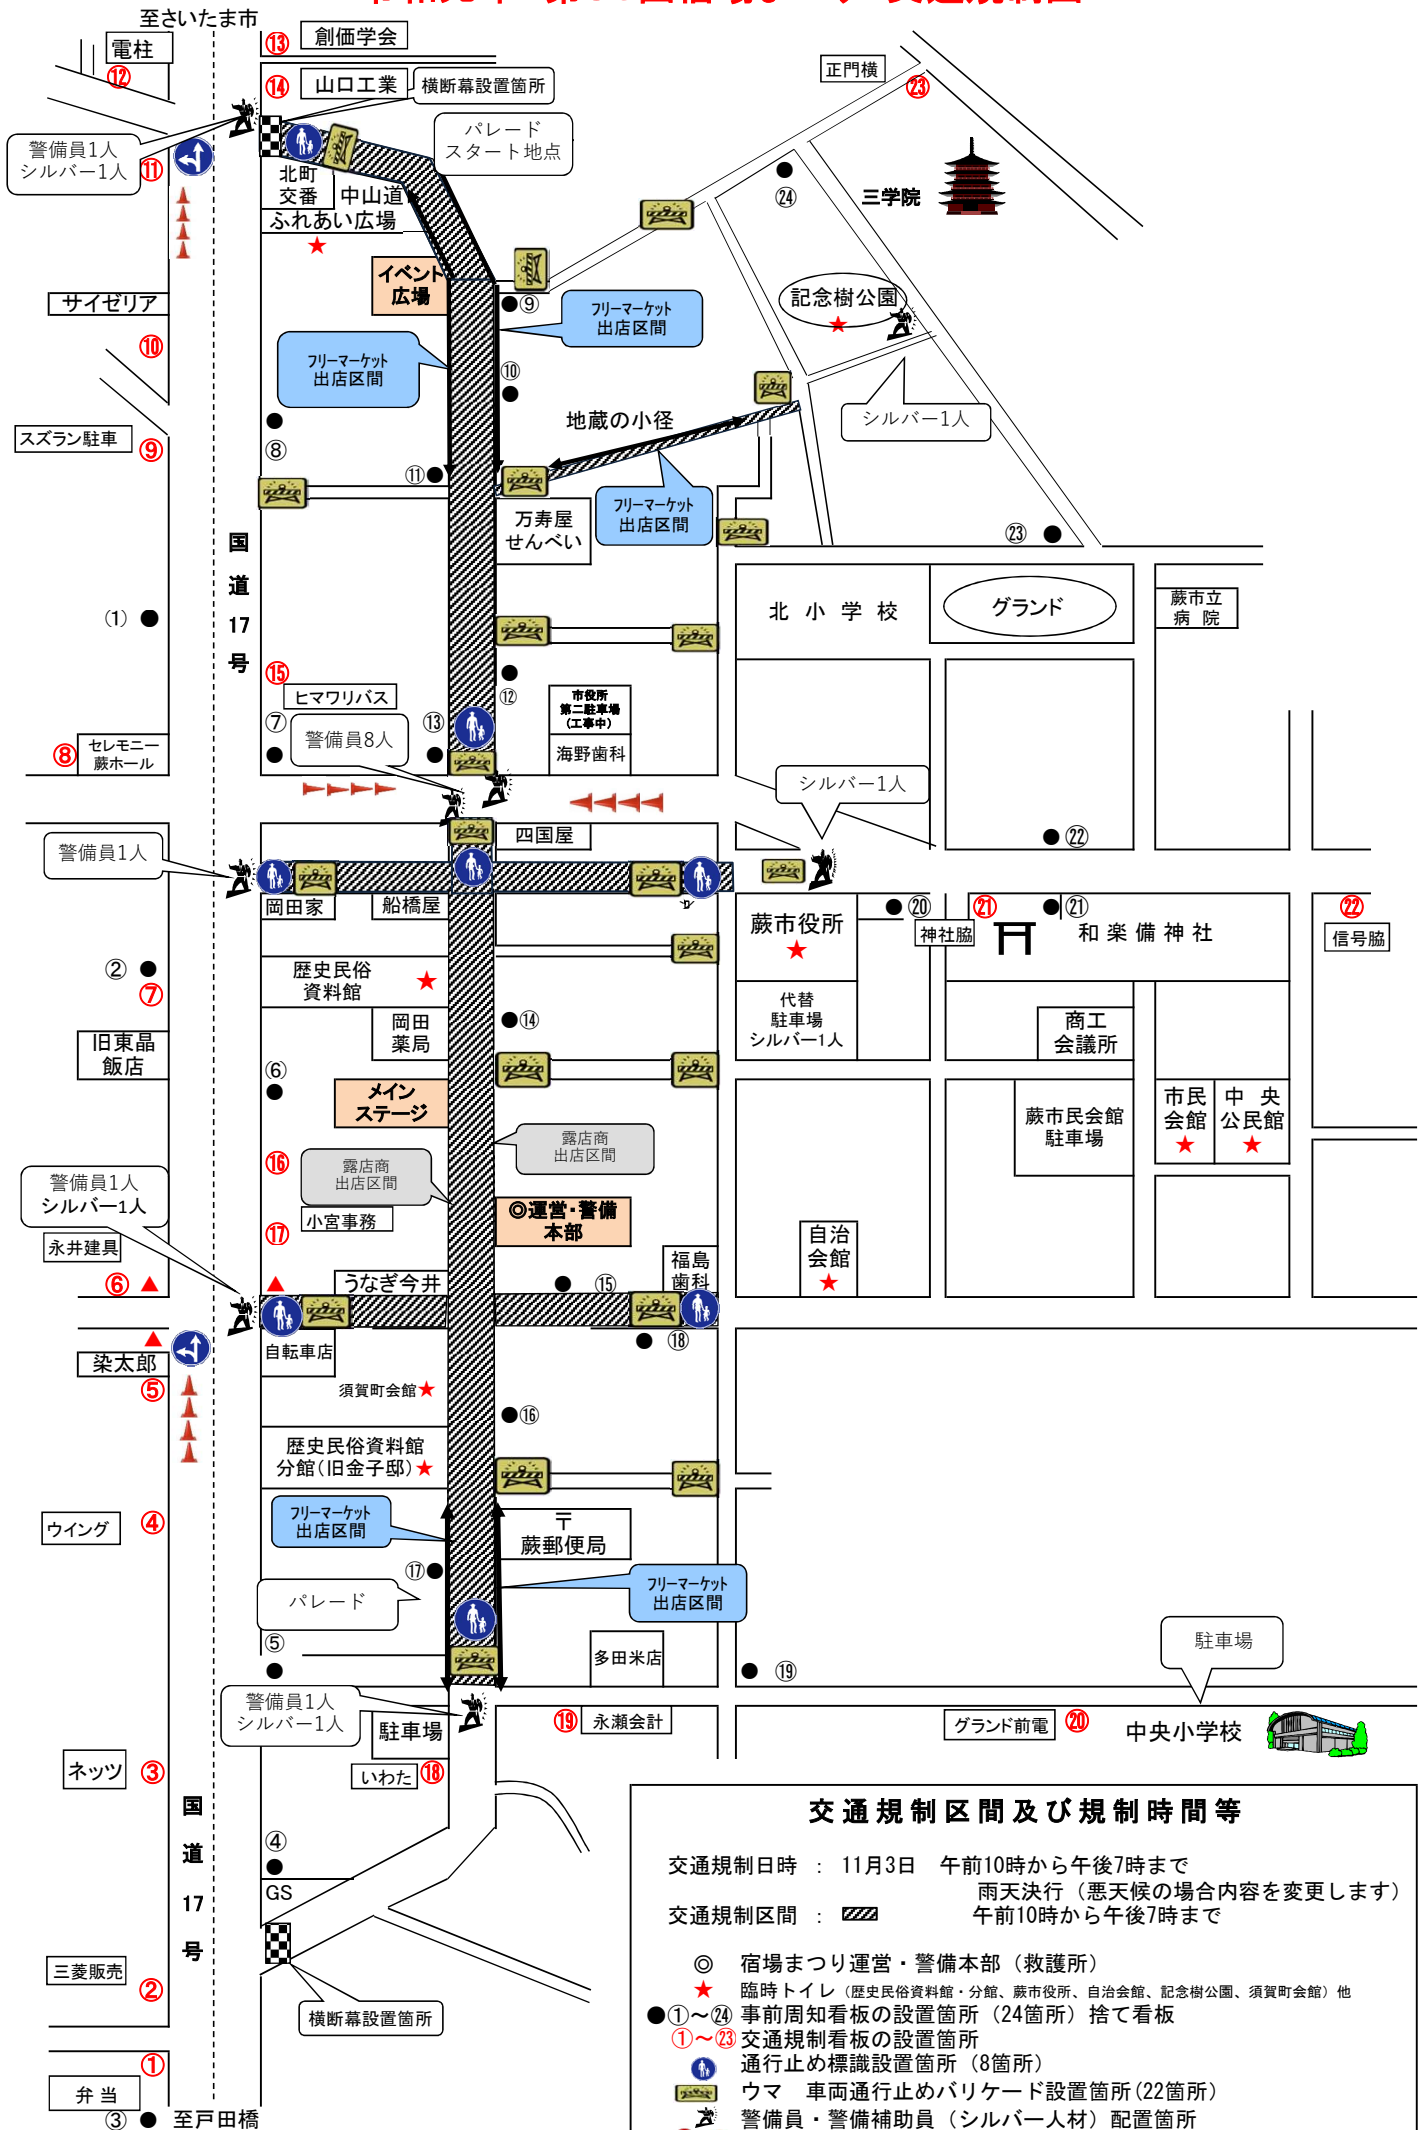 至さいたま市
電柱
⑫
⑬
創価学会
⑭
山口工業
横断幕設置箇所
正門横
㉓
警備員1人
シルバー1人
⑪
パレード
スタート地点
北町
交番
中山道
ふれあい広場
★
㉔
三学院
イベント
広場
サイゼリア
⑩
●⑨
フリーマーケット
出店区間
記念樹公園
★
フリーマーケット
出店区間
⑩
シルバー1人
地蔵の小径
スズラン駐車
⑨
⑧
⑪●
フリーマーケット
出店区間
万寿屋
せんべい
㉓ ●
国
道
17
号
⑴ ●
北小学校
グランド
蕨市立
病院
⑮
ヒマワリバス
⑫
市役所
第二駐車場
(工事中)
⑦
⑬
警備員8人
海野歯科
⑧
セレモニー
蕨ホール
シルバー1人
四国屋
● ㉒
警備員1人
岡田家
船橋屋
蕨市役所
★
● ⑳
神社脇
㉑
● ㉑
和楽備神社
㉒
信号脇
② ●
⑦
歴史民俗
資料館
★
岡田
薬局
●⑭
代替
駐車場
シルバー1人
商工
会議所
旧東晶
飯店
⑥
メイン
ステージ
蕨市民会館
駐車場
市民
会館
★
中央
公民館
★
露店商
出店区間
露店商
出店区間
⑯
警備員1人
シルバー1人
小宮事務
⑰
◎運営・警備
本部
永井建具
⑥ ▲
▲
うなぎ今井
● ⑮
福島
歯科
自治
会館
★
▲
染太郎
⑤
自転車店
● ⑱
須賀町会館★
●⑯
歴史民俗資料館
分館(旧金子邸)★
ウイング
④
フリーマーケット
出店区間
〒
蕨郵便局
⑰●
パレード
フリーマーケット
出店区間
⑤
多田米店
● ⑲
駐車場
警備員1人
シルバー1人
駐車場
⑲
永瀬会計
グランド前電
⑳
中央小学校
ネッツ
③
いわた
⑱
国
道
17
号
④
GS
三菱販売
②
横断幕設置箇所
①
弁当
③ ● 至戸田橋
交通規制区間及び規制時間等
交通規制日時 : 11月3日 午前10時から午後7時まで
雨天決行(悪天候の場合内容を変更します)
交通規制区間 : 午前10時から午後7時まで
◎ 宿場まつり運営・警備本部(救護所)
★ 臨時トイレ(歴史民俗資料館・分館、蕨市役所、自治会館、記念樹公園、須賀町会館)他
●①～㉔ 事前周知看板の設置箇所(24箇所)捨て看板
①～㉓ 交通規制看板の設置箇所
通行止め標識設置箇所(8箇所)
ウマ 車両通行止めバリケード設置箇所(22箇所)
警備員・警備補助員(シルバー人材)配置箇所